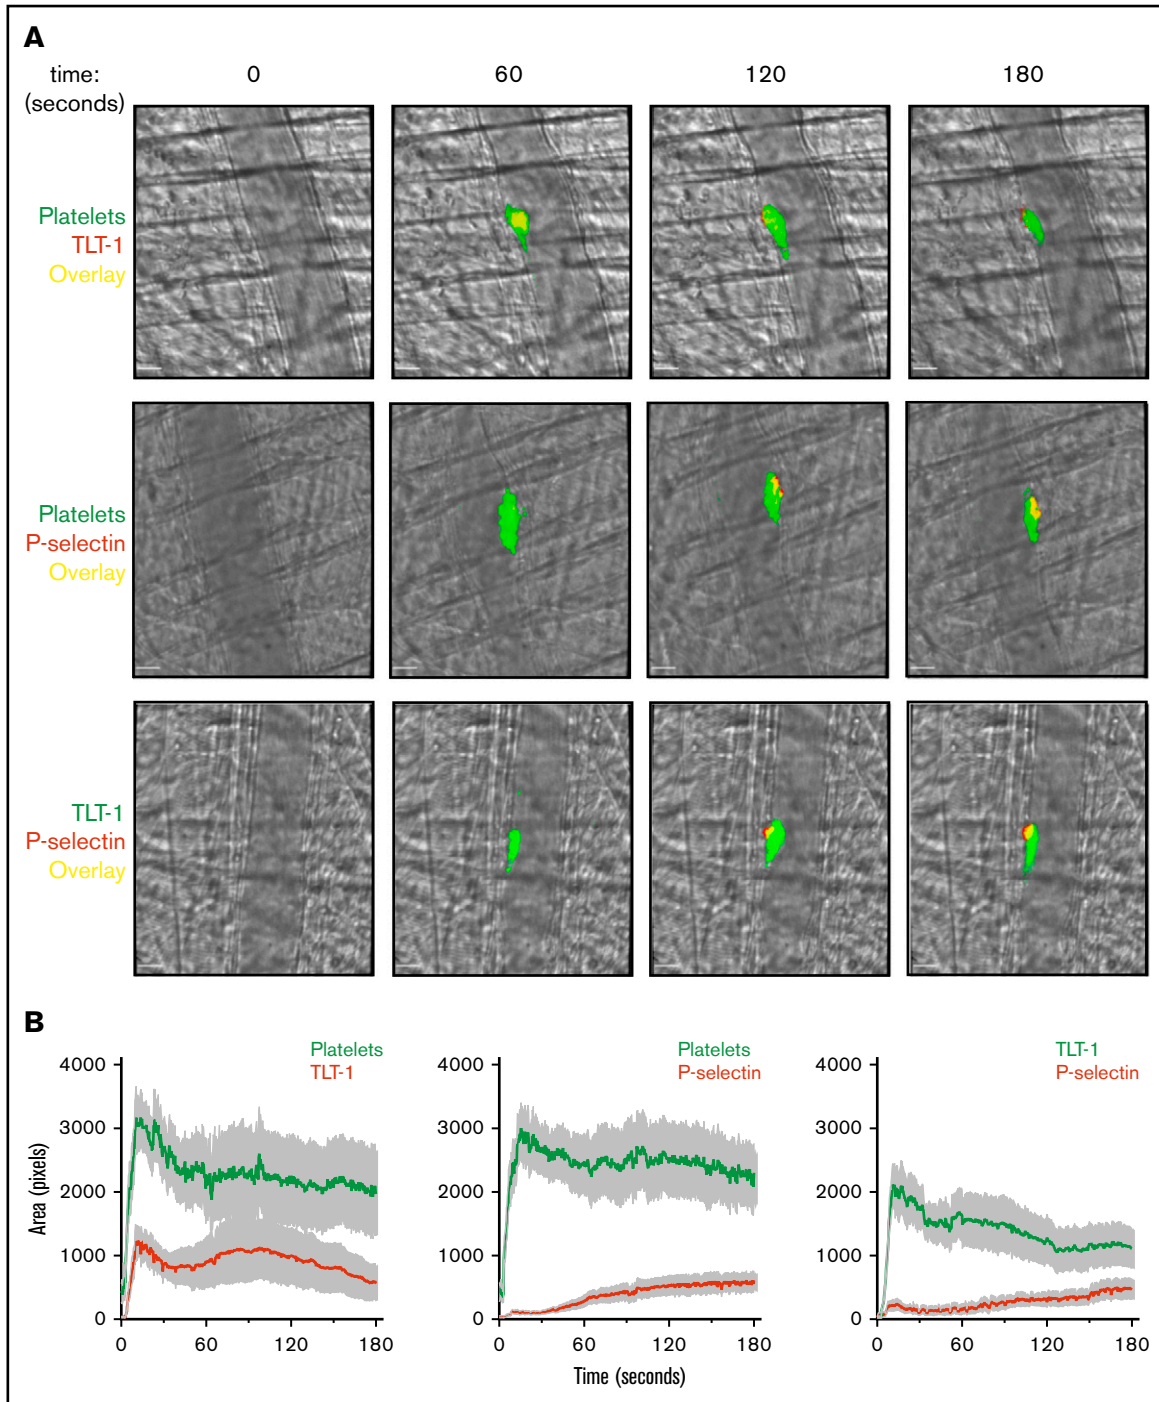 A
time: 0 60 120 180
(seconds)
Platelets
TLT-1
Overlay
Platelets
P-selectin
Overlay
TLT-1
P-selectin
Overlay
B
Platelets
TLT-1
Platelets
P-selectin
TLT-1
P-selectin
4000
3000
2000
1000
0
Area (pixels)
0 60 120 180
4000
3000
2000
1000
0
0 60 120 180
4000
3000
2000
1000
0
0 60 120 180
Time (seconds)